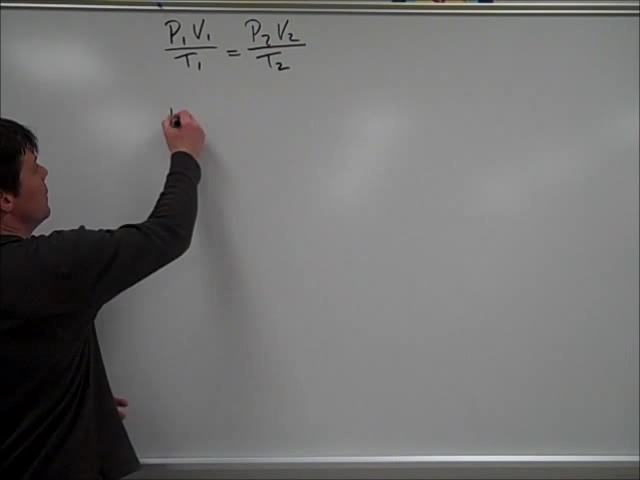 P₁V₁/T₁ = P₂V₂/T₂